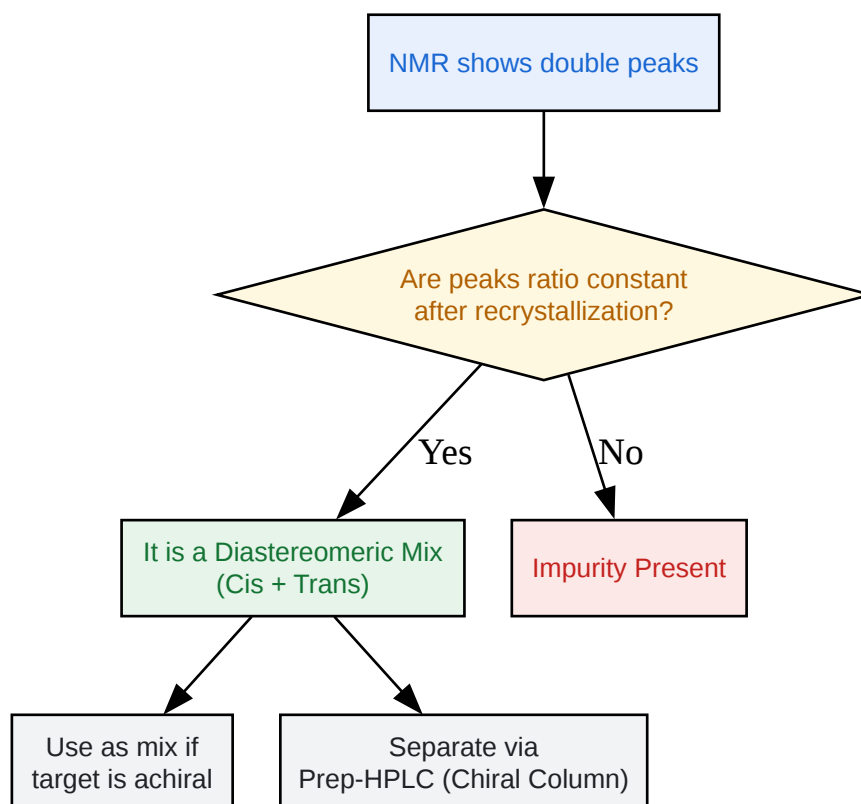 NMR shows double peaks
Are peaks ratio constant
after recrystallization?
Yes
No
It is a Diastereomeric Mix
(Cis + Trans)
Impurity Present
Use as mix if
target is achiral
Separate via
Prep-HPLC (Chiral Column)